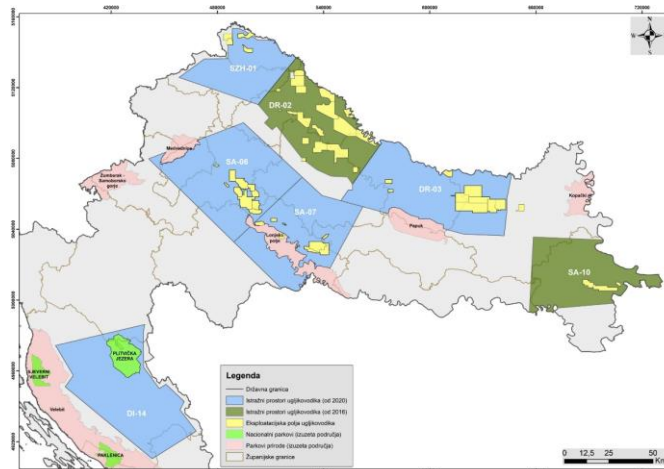 420000
480000
540000
600000
660000
720000
N
SZH-01
DR-02
Medvednica
SA-06
Žumberak -
Samoborsko
gorje
DR-03
Kopački rit
SA-07
Papuk
Lonjsko
polje
SA-10
PLITVIČKA
JEZERA
SJEVERNI
VELEBIT
Velebit
DI-14
PAKLENICA
Legenda
Državna granica
Istražni prostori ugljikovodika (od 2020)
Istražni prostori ugljikovodika (od 2016)
Eksploatacijska polja ugljikovodika
Nacionalni parkovi (izuzeta područja)
Parkovi prirode (izuzeta područja)
Županijske granice
0
12,5
25
50
Km